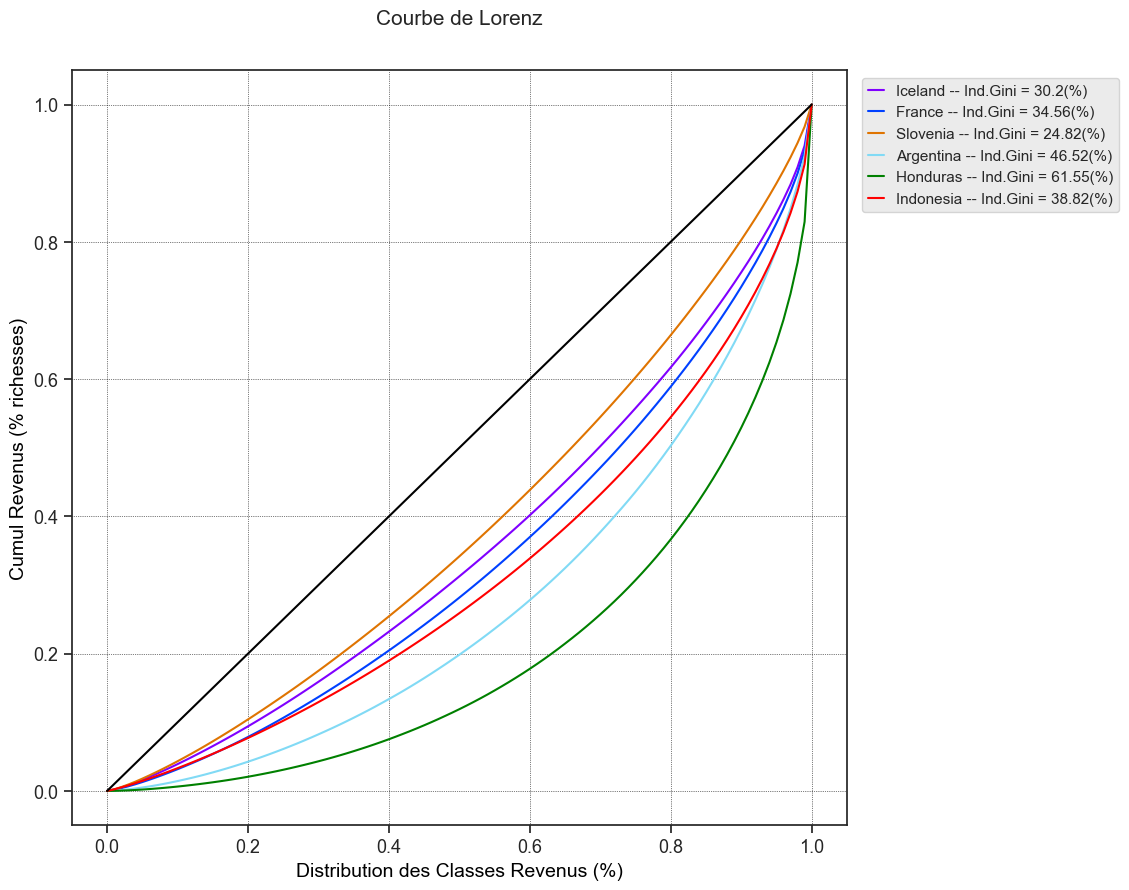 Courbe de Lorenz
Iceland -- Ind.Gini = 30.2(%)
France -- Ind.Gini = 34.56(%)
Slovenia -- Ind.Gini = 24.82(%)
Argentina -- Ind.Gini = 46.52(%)
Honduras -- Ind.Gini = 61.55(%)
Indonesia -- Ind.Gini = 38.82(%)
Cumul Revenus (% richesses)
1.0
0.8
0.6
0.4
0.2
0.0
0.0 0.2 0.4 0.6 0.8 1.0
Distribution des Classes Revenus (%)